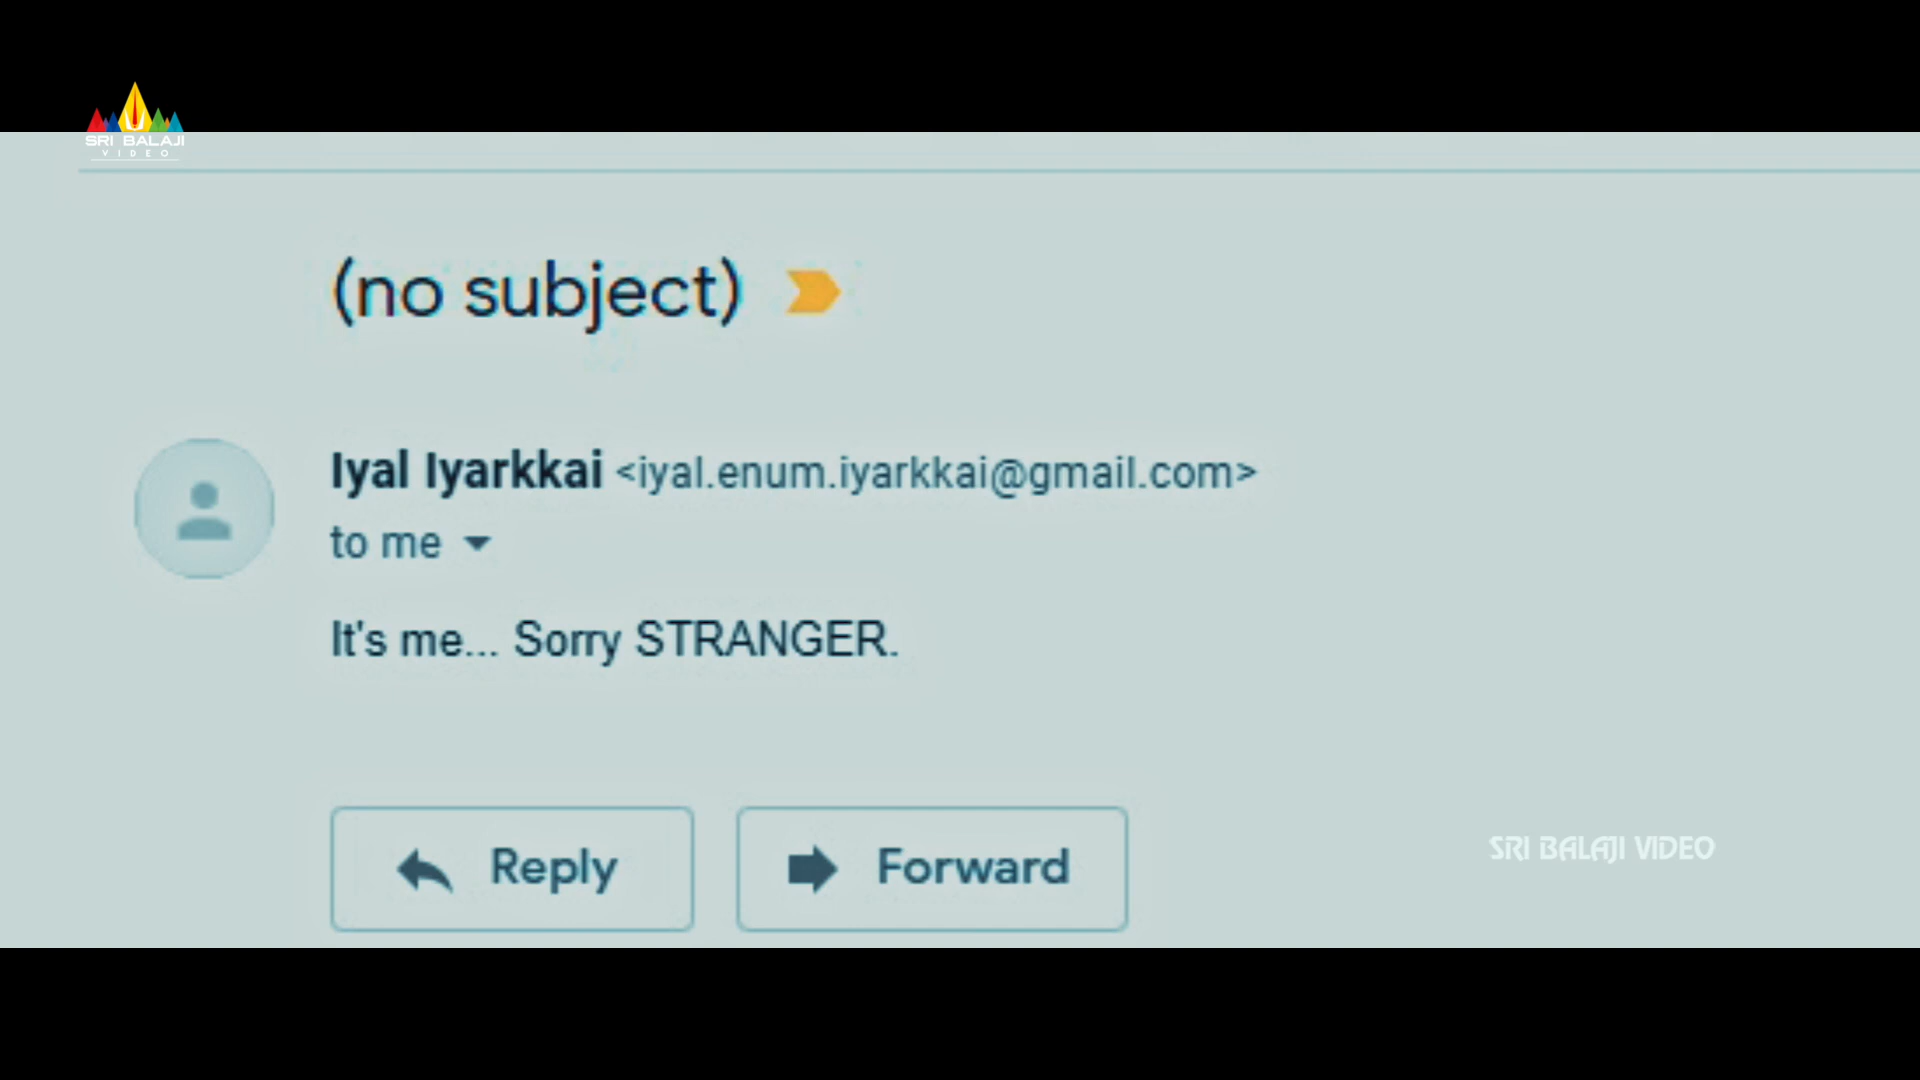 SRI BALAJI
VIDEO
(no subject)
Iyal Iyarkkai <iyal.enum.iyarkkai@gmail.com>
to me
It's me... Sorry STRANGER.
Reply
Forward
SRI BALAJI VIDEO